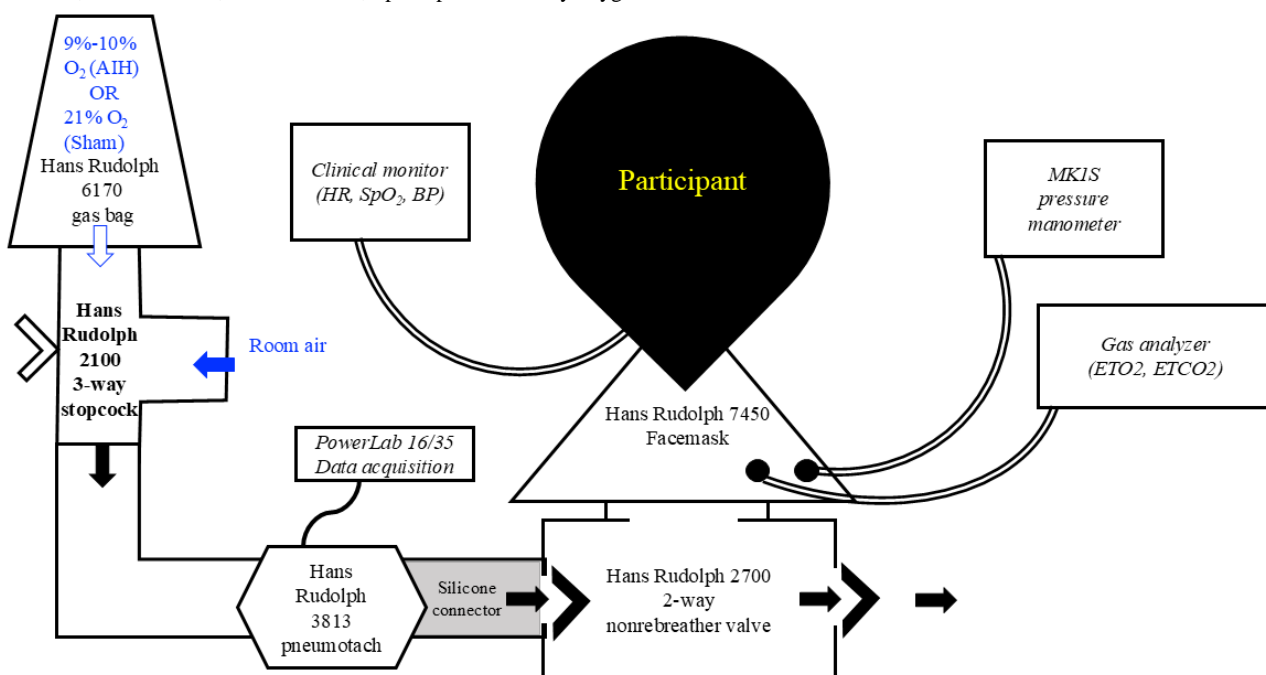 9%-10%
O₂ (AIH)
OR
21% O₂
(Sham)
Hans Rudolph
6170
gas bag
Hans
Rudolph
2100
3-way
stopcock
Room air
Clinical monitor
(HR, SpO₂, BP)
Participant
MK1S
pressure
manometer
Gas analyzer
(ETO2, ETCO2)
Hans Rudolph 7450
Facemask
PowerLab 16/35
Data acquisition
Hans
Rudolph
3813
pneumotach
Silicone
connector
Hans Rudolph 2700
2-way
nonrebreather valve